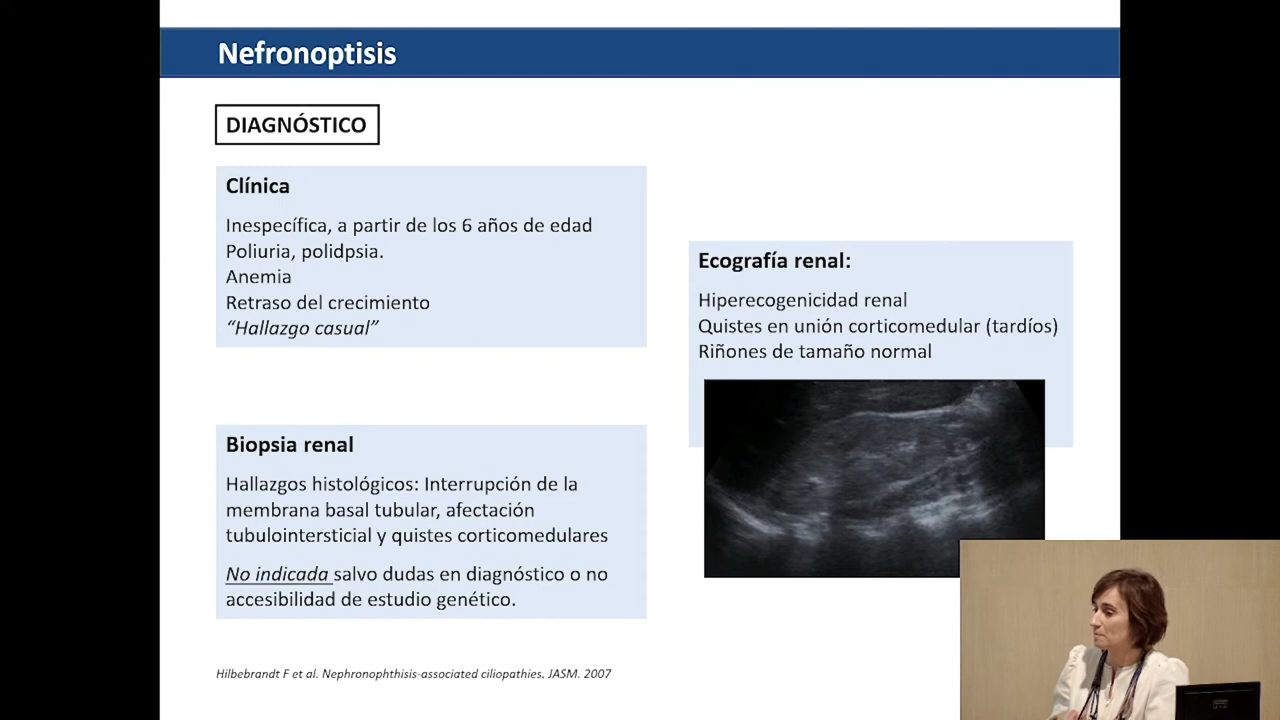 Nefronoptisis
DIAGNÓSTICO
Clínica
Inespecífica, a partir de los 6 años de edad
Poliuria, polidpsia.
Anemia
Retraso del crecimiento
“Hallazgo casual”
Biopsia renal
Hallazgos histológicos: Interrupción de la
membrana basal tubular, afectación
tubulointersticial y quistes corticomedulares
No indicada salvo dudas en diagnóstico o no
accesibilidad de estudio genético.
Ecografía renal:
Hiperecogenicidad renal
Quistes en unión corticomedular (tardíos)
Riñones de tamaño normal
Hilbebrandt F et al. Nephronophthisis-associated ciliopathies. JASM. 2007